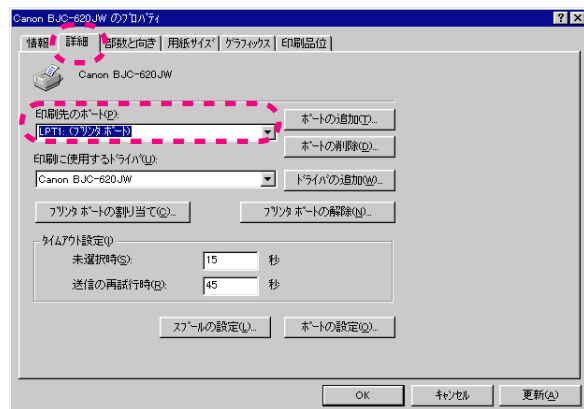 Canon BJC-620JW のプロパティ
情報 詳細 部数と向き 用紙サイズ グラフィックス 印刷品位
Canon BJC-620JW
印刷先のポート(P):
LPT1: (プリンタ ポート)
ポートの追加(T)...
ポートの削除(D)...
印刷に使用するドライバ(U):
Canon BJC-620JW
ドライバの追加(W)...
プリンタ ポートの割り当て(C)... プリンタ ポートの解除(N)...
タイムアウト設定(I)
未選択時(S): 15 秒
送信の再試行時(R): 45 秒
スプールの設定(L)... ポートの設定(O)...
OK キャンセル 更新(A)